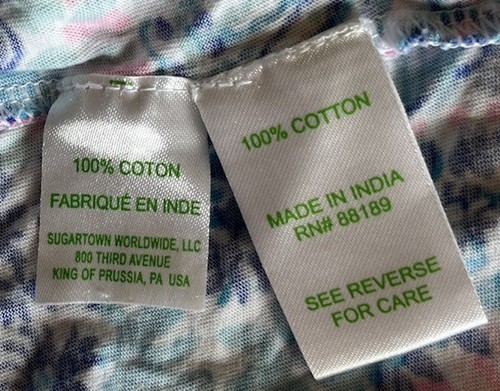 100% COTON
FABRIQUÉ EN INDE
SUGARTOWN WORLDWIDE, LLC
800 THIRD AVENUE
KING OF PRUSSIA, PA USA
100% COTTON
MADE IN INDIA
RN# 88189
SEE REVERSE
FOR CARE